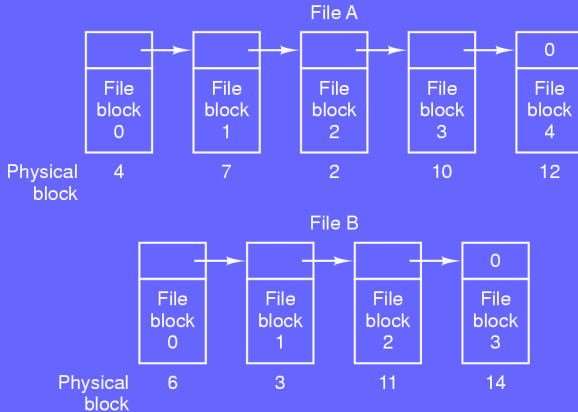 File A
0
File block 0
File block 1
File block 2
File block 3
File block 4
Physical block
4 7 2 10 12
File B
0
File block 0
File block 1
File block 2
File block 3
Physical block
6 3 11 14